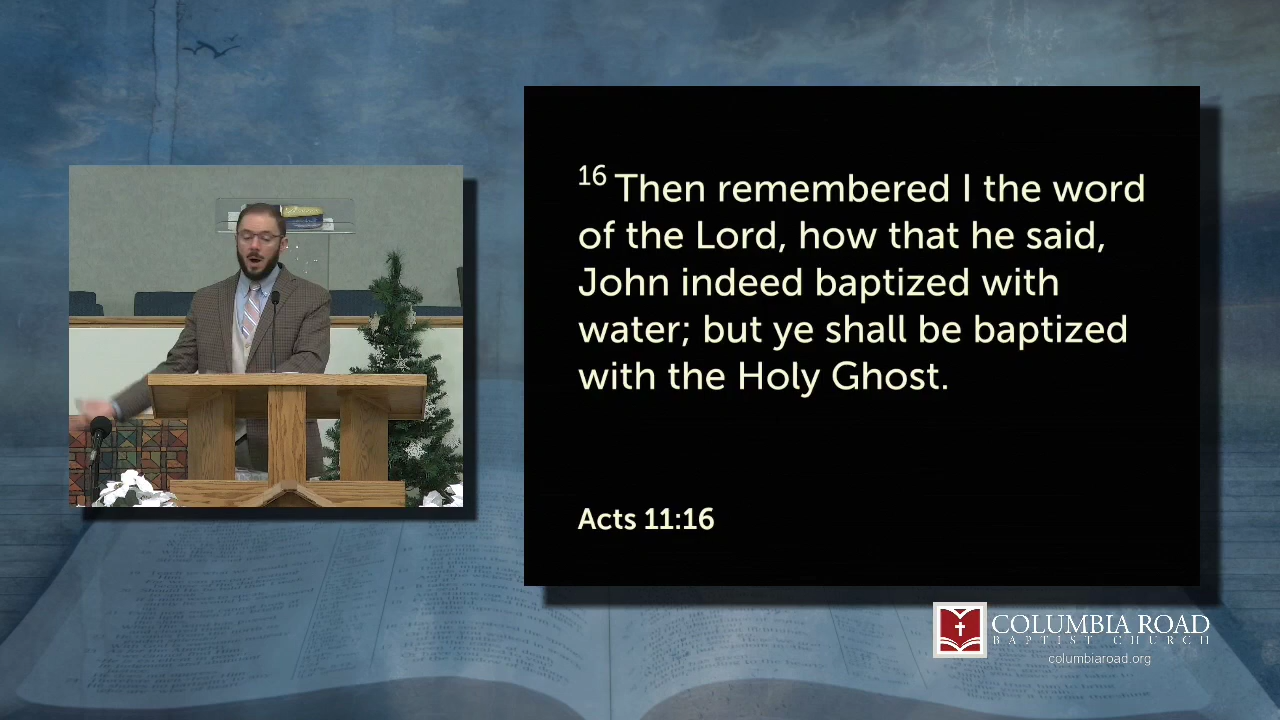 16 Then remembered I the word
of the Lord, how that he said,
John indeed baptized with
water; but ye shall be baptized
with the Holy Ghost.
Acts 11:16
COLUMBIA ROAD
BAPTIST CHURCH
columbiaroad.org